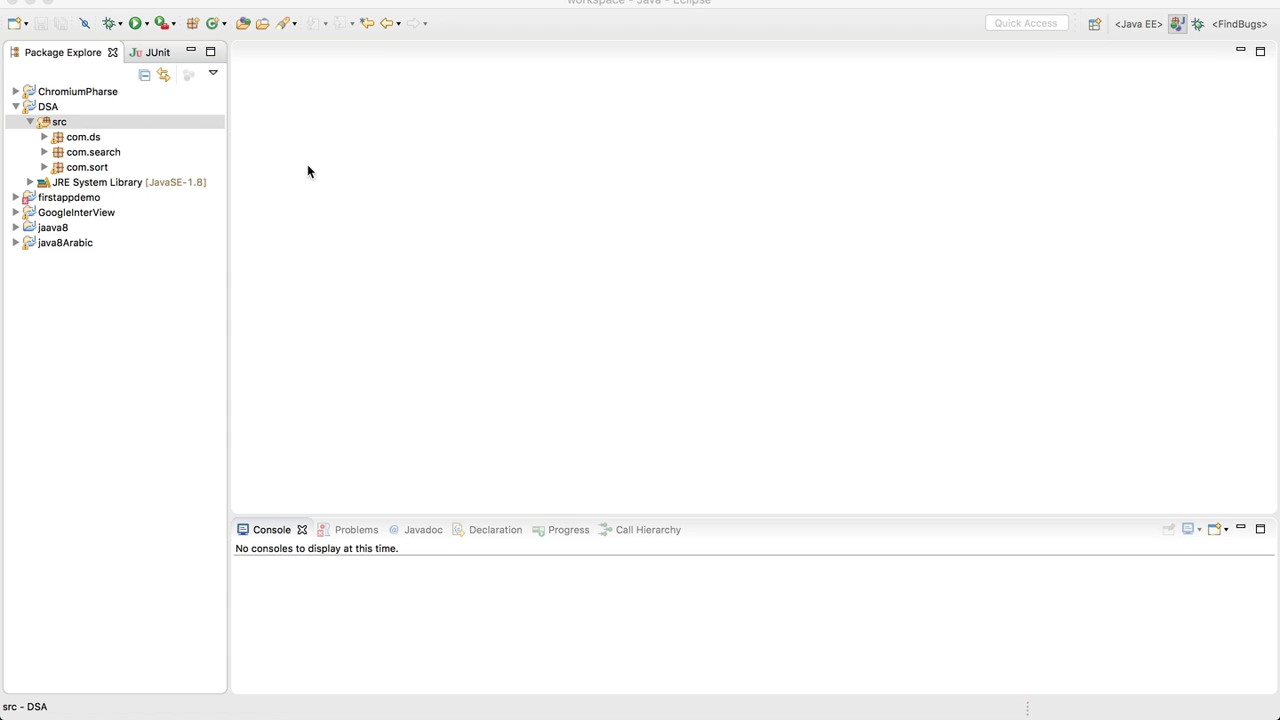 workspace - Java - Eclipse
Quick Access
<Java EE>
<FindBugs>
Package Explore
JUnit
ChromiumPharse
DSA
src
com.ds
com.search
com.sort
JRE System Library [JavaSE-1.8]
firstappdemo
GoogleInterView
jaava8
java8Arabic
Console
Problems
Javadoc
Declaration
Progress
Call Hierarchy
No consoles to display at this time.
src - DSA